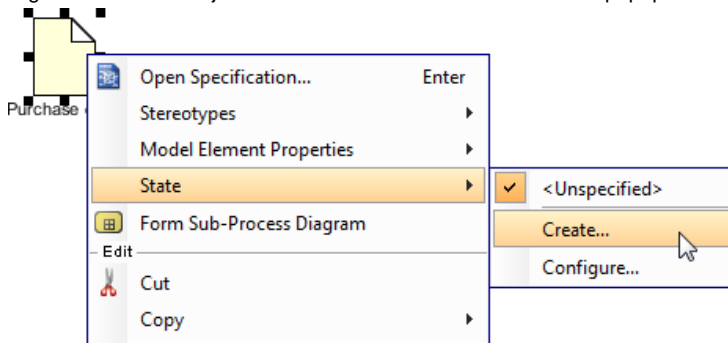 Purchase
Open Specification... Enter
Stereotypes
Model Element Properties
State
<Unspecified>
Form Sub-Process Diagram
Create...
Edit
Configure...
Cut
Copy